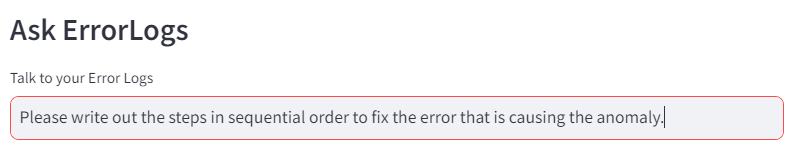 Ask ErrorLogs
Talk to your Error Logs
Please write out the steps in sequential order to fix the error that is causing the anomaly.